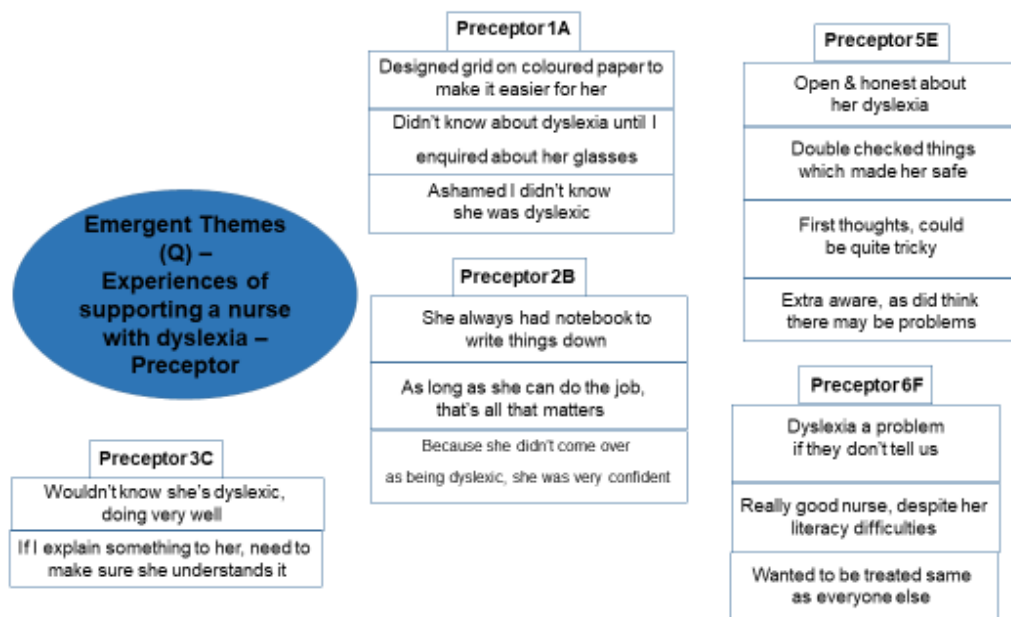 Emergent Themes
(Q) –
Experiences of
supporting a nurse
with dyslexia –
Preceptor
Preceptor 1A
Designed grid on coloured paper to
make it easier for her
Didn't know about dyslexia until I
enquired about her glasses
Ashamed I didn't know
she was dyslexic
Preceptor 2B
She always had notebook to
write things down
As long as she can do the job,
that's all that matters
Because she didn't come over
as being dyslexic, she was very confident
Preceptor 3C
Wouldn't know she's dyslexic,
doing very well
If I explain something to her, need to
make sure she understands it
Preceptor 5E
Open & honest about
her dyslexia
Double checked things
which made her safe
First thoughts, could
be quite tricky
Extra aware, as did think
there may be problems
Preceptor 6F
Dyslexia a problem
if they don't tell us
Really good nurse, despite her
literacy difficulties
Wanted to be treated same
as everyone else